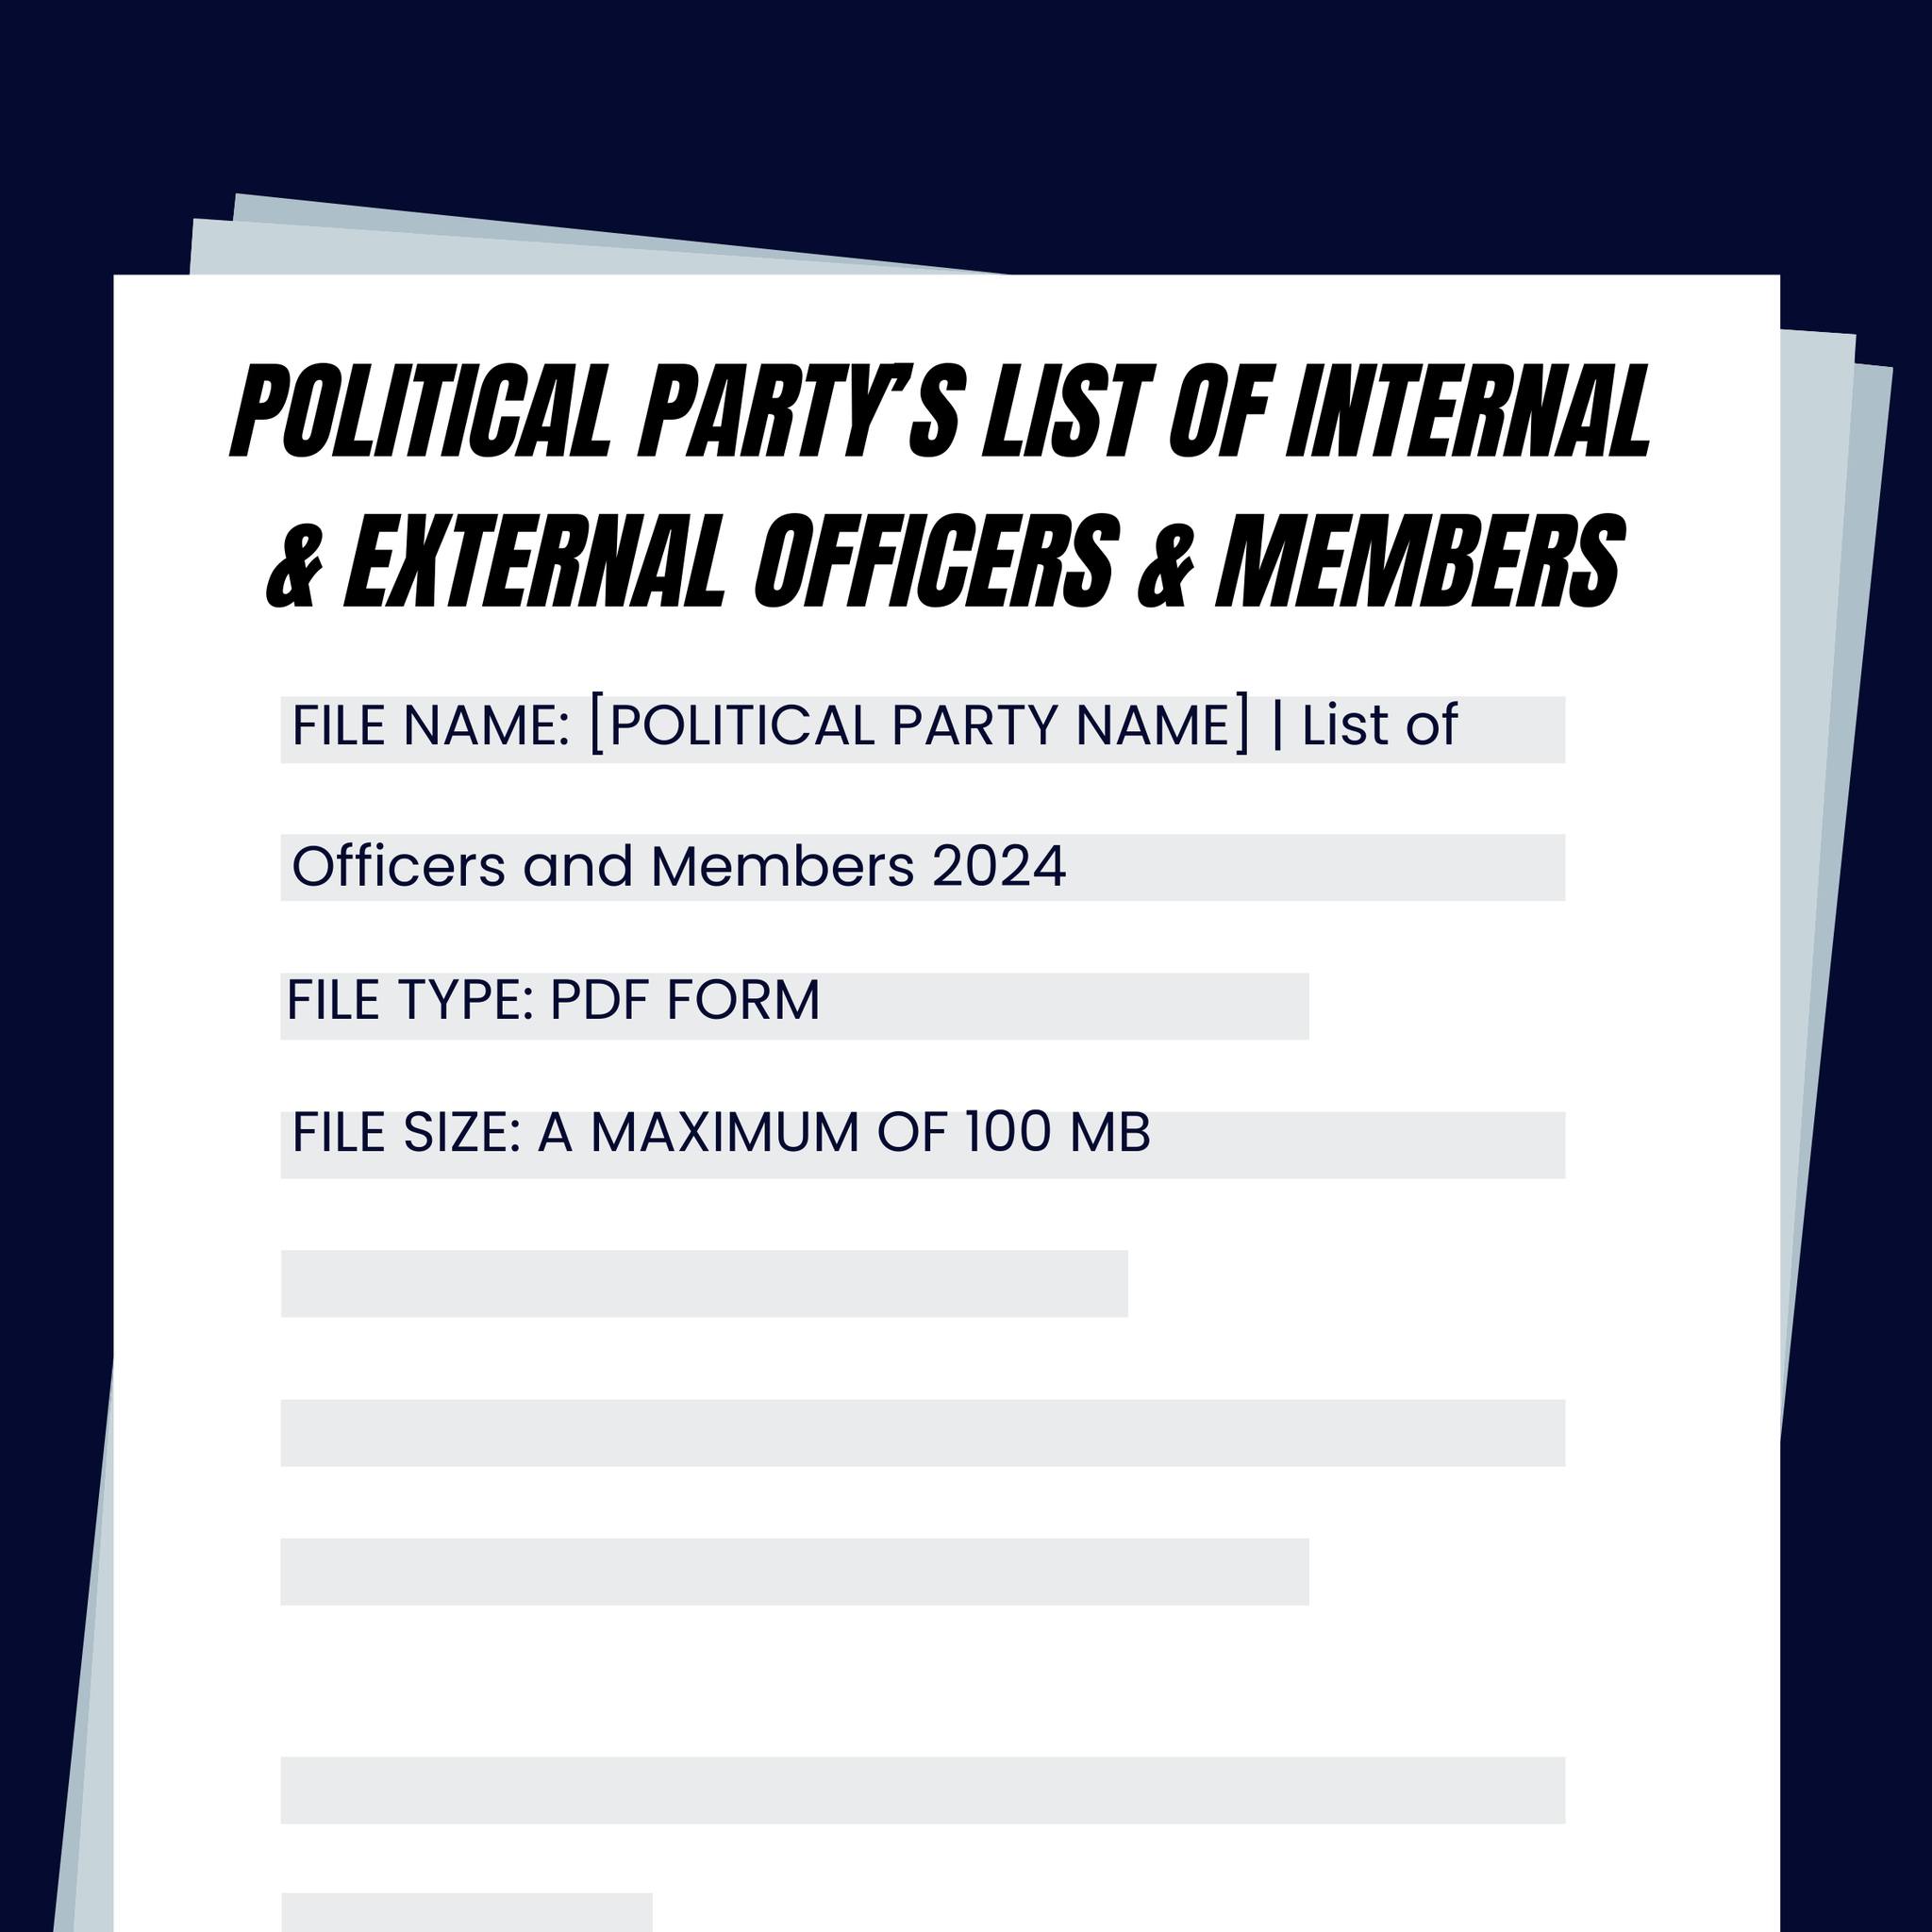 POLITICAL PARTY'S LIST OF INTERNAL
& EXTERNAL OFFICERS & MEMBERS
FILE NAME: [POLITICAL PARTY NAME] | List of
Officers and Members 2024
FILE TYPE: PDF FORM
FILE SIZE: A MAXIMUM OF 100 MB